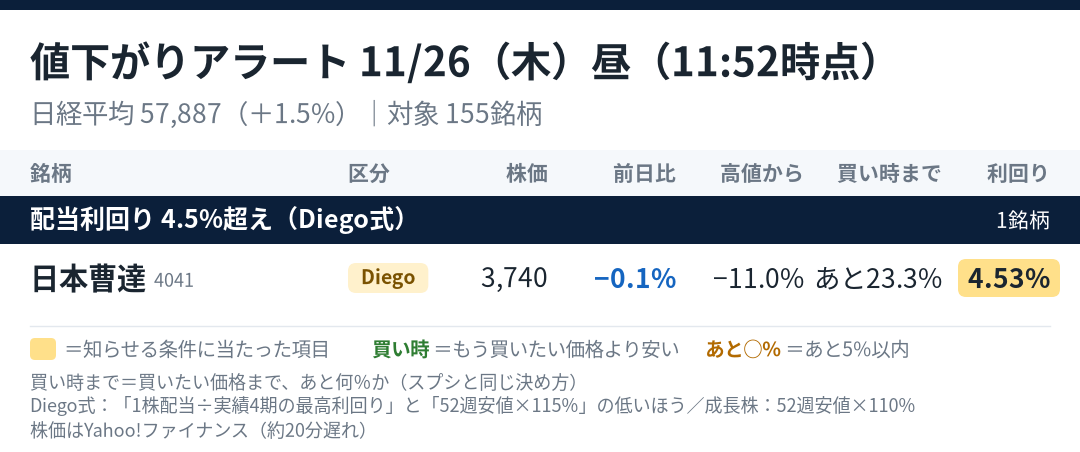 値下がりアラート 11/26（木）昼（11:52時点）
日経平均 57,887（＋1.5%）｜対象 155銘柄
銘柄 区分 株価 前日比 高値から 買い時まで 利回り
配当利回り 4.5%超え（Diego式） 1銘柄
日本曹達 4041 Diego 3,740 −0.1% −11.0% あと23.3% 4.53%
＝知らせる条件に当たった項目 買い時＝もう買いたい価格より安い あと◯%＝あと5%以内
買い時まで＝買いたい価格まで、あと何％か（スプシと同じ決め方）
Diego式：「1株配当÷実績4期の最高利回り」と「52週安値×115%」の低いほう／成長株：52週安値×110%
株価はYahoo!ファイナンス（約20分遅れ）